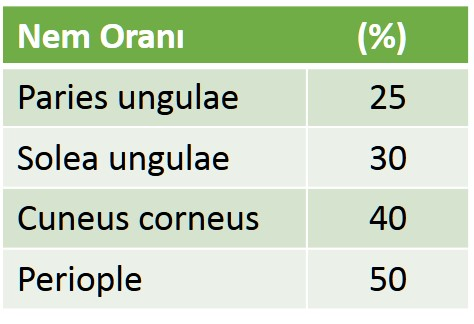 Nem Oranı (%)
Paries ungulae 25
Solea ungulae 30
Cuneus corneus 40
Periople 50